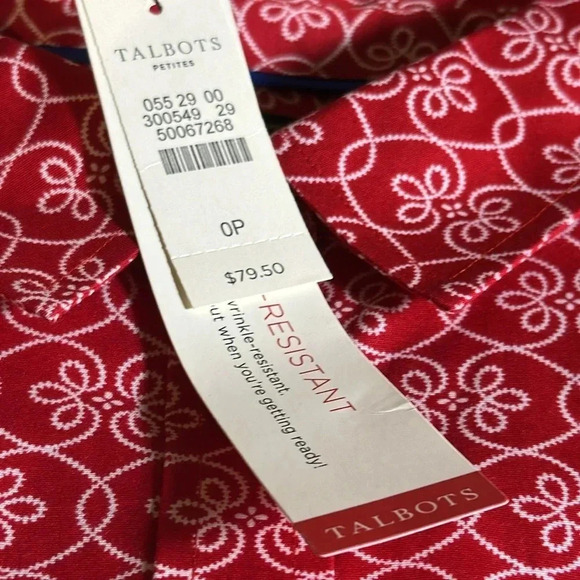 TALBOTS
PETITES
055 29 00
300549 29
50067268
0P
$79.50
-RESISTANT
wrinkle-resistant.
out when you're getting ready!
TALBOTS